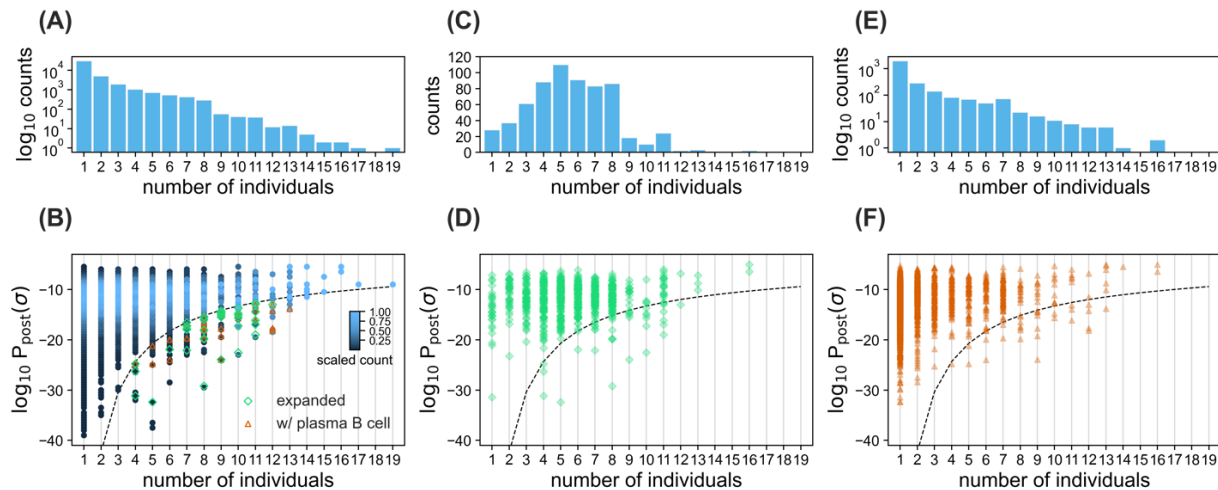 (A)
log10 counts
10^4
10^3
10^2
10^1
10^0
1 2 3 4 5 6 7 8 9 10 11 12 13 14 15 16 17 18 19
number of individuals
(C)
counts
120
100
80
60
40
20
0
1 2 3 4 5 6 7 8 9 10 11 12 13 14 15 16 17 18 19
number of individuals
(E)
log10 counts
10^3
10^2
10^1
10^0
1 2 3 4 5 6 7 8 9 10 11 12 13 14 15 16 17 18 19
number of individuals
(B)
log10 Ppost(σ)
−10
−20
−30
−40
1.00
0.75
0.50
0.25
scaled count
expanded
w/ plasma B cell
1 2 3 4 5 6 7 8 9 10 11 12 13 14 15 16 17 18 19
number of individuals
(D)
log10 Ppost(σ)
−10
−20
−30
−40
1 2 3 4 5 6 7 8 9 10 11 12 13 14 15 16 17 18 19
number of individuals
(F)
log10 Ppost(σ)
−10
−20
−30
−40
1 2 3 4 5 6 7 8 9 10 11 12 13 14 15 16 17 18 19
number of individuals